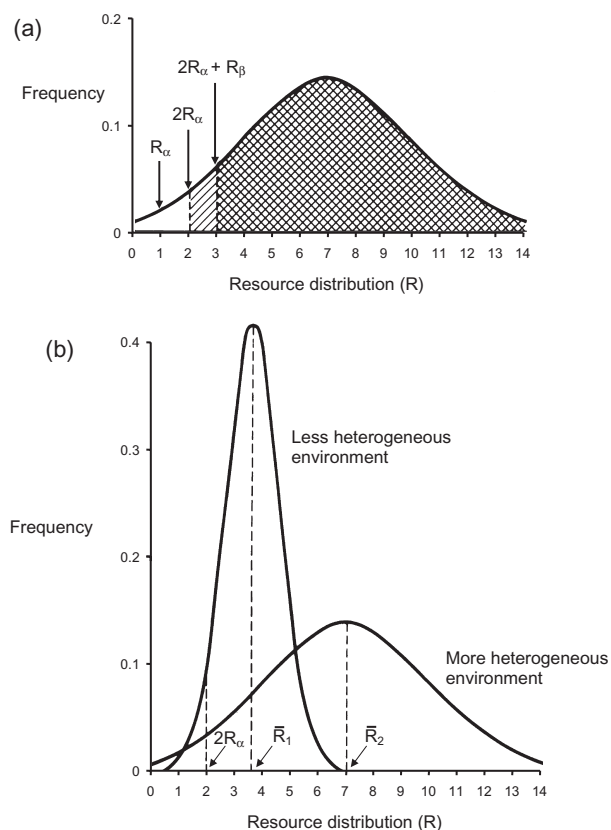 (a)
0.2
2Rα + Rβ
Frequency
2Rα
Rα
0.1
0
0 1 2 3 4 5 6 7 8 9 10 11 12 13 14
Resource distribution (R)
(b)
0.4
Less heterogeneous
environment
0.3
Frequency
0.2
More heterogeneous
environment
0.1
2Rα
R̅1
R̅2
0
0 1 2 3 4 5 6 7 8 9 10 11 12 13 14
Resource distribution (R)